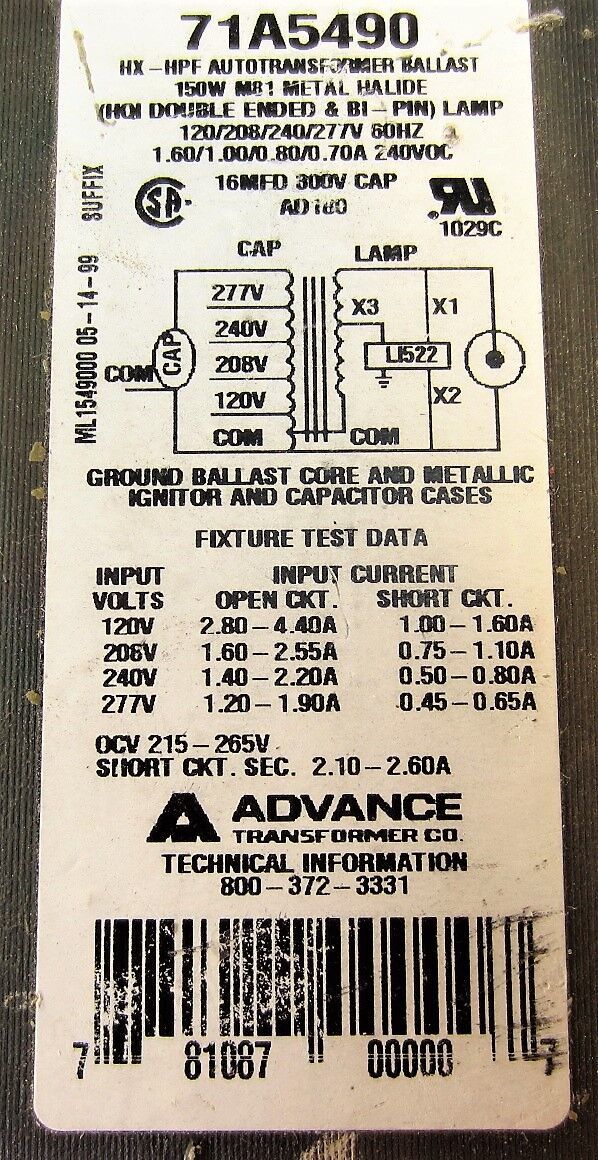 71A5490
HX-HPF AUTOTRANSFORMER BALLAST
150W M81 METAL HALIDE
(HQI DOUBLE ENDED & BI-PIN) LAMP
120/208/240/277V 60HZ
1.60/1.00/0.80/0.70A 240VOC
16MFD 300V CAP
SA
1029C
SUFFIX
ML1549000 05-14-99
CAP
LAMP
277V
X3
X1
240V
CAP
COM
208V
LI522
120V
X2
COM
COM
GROUND BALLAST CORE AND METALLIC
IGNITOR AND CAPACITOR CASES
FIXTURE TEST DATA
INPUT INPUT CURRENT
VOLTS OPEN CKT. SHORT CKT.
120V 2.80-4.40A 1.00-1.60A
208V 1.60-2.55A 0.75-1.10A
240V 1.40-2.20A 0.50-0.80A
277V 1.20-1.90A 0.45-0.65A
OCV 215-265V
SHORT CKT. SEC. 2.10-2.60A
ADVANCE
TRANSFORMER CO.
TECHNICAL INFORMATION
800-372-3331
7 81087 00000 7